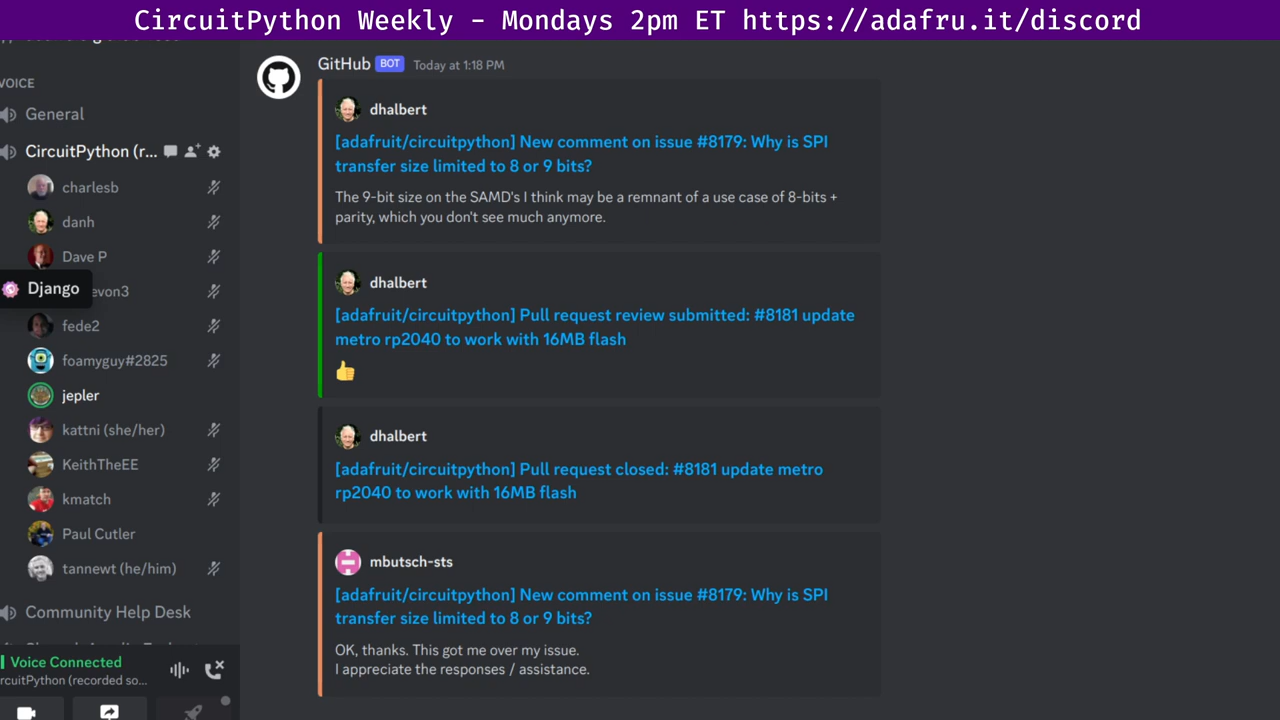 CircuitPython Weekly - Mondays 2pm ET https://adafru.it/discord
VOICE
General
CircuitPython (r...
charlesb
danh
Dave P
Django
evon3
fede2
foamyguy#2825
jepler
kattni (she/her)
KeithTheEE
kmatch
Paul Cutler
tannewt (he/him)
Community Help Desk
Voice Connected
rcuitPython (recorded so...
GitHub BOT Today at 1:18 PM
dhalbert
[adafruit/circuitpython] New comment on issue #8179: Why is SPI
transfer size limited to 8 or 9 bits?
The 9-bit size on the SAMD's I think may be a remnant of a use case of 8-bits +
parity, which you don't see much anymore.
dhalbert
[adafruit/circuitpython] Pull request review submitted: #8181 update
metro rp2040 to work with 16MB flash
👍
dhalbert
[adafruit/circuitpython] Pull request closed: #8181 update metro
rp2040 to work with 16MB flash
mbutsch-sts
[adafruit/circuitpython] New comment on issue #8179: Why is SPI
transfer size limited to 8 or 9 bits?
OK, thanks. This got me over my issue.
I appreciate the responses / assistance.